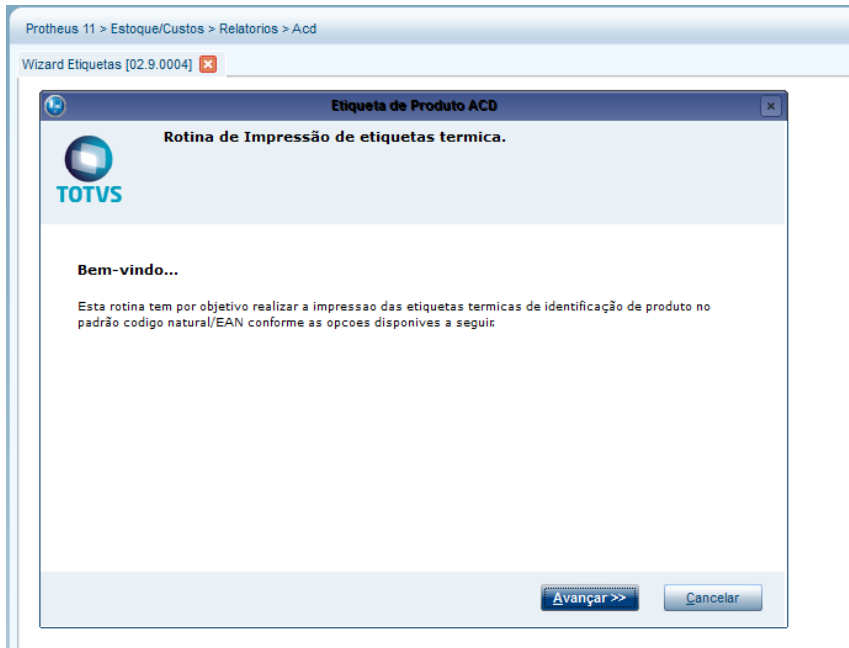 Protheus 11 > Estoque/Custos > Relatorios > Acd
Wizard Etiquetas [02.9.0004]
Etiqueta de Produto ACD
Rotina de Impressão de etiquetas termica.
TOTVS
Bem-vindo...
Esta rotina tem por objetivo realizar a impressao das etiquetas termicas de identificação de produto no
padrão codigo natural/EAN conforme as opcoes disponives a seguir:
Avançar >>
Cancelar